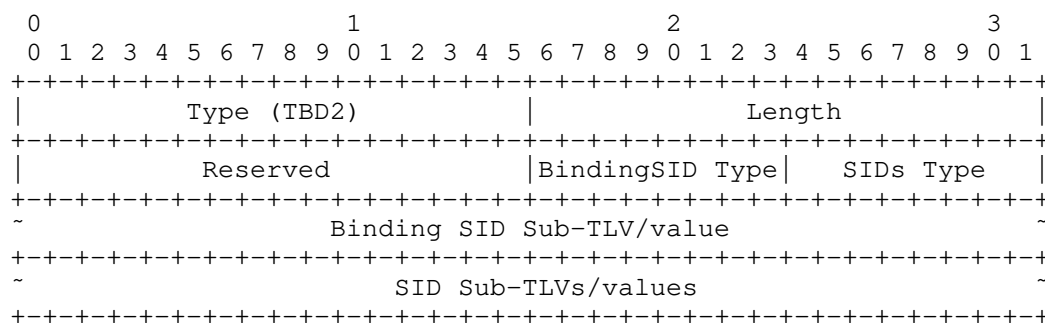 0                   1                   2                   3
 0 1 2 3 4 5 6 7 8 9 0 1 2 3 4 5 6 7 8 9 0 1 2 3 4 5 6 7 8 9 0 1
+-+-+-+-+-+-+-+-+-+-+-+-+-+-+-+-+-+-+-+-+-+-+-+-+-+-+-+-+-+-+-+-+
|          Type (TBD2)          |             Length            |
+-+-+-+-+-+-+-+-+-+-+-+-+-+-+-+-+-+-+-+-+-+-+-+-+-+-+-+-+-+-+-+-+
|           Reserved            |BindingSID Type|   SIDs Type   |
+-+-+-+-+-+-+-+-+-+-+-+-+-+-+-+-+-+-+-+-+-+-+-+-+-+-+-+-+-+-+-+-+
~                   Binding SID Sub-TLV/value                   ~
+-+-+-+-+-+-+-+-+-+-+-+-+-+-+-+-+-+-+-+-+-+-+-+-+-+-+-+-+-+-+-+-+
~                       SID Sub-TLVs/values                     ~
+-+-+-+-+-+-+-+-+-+-+-+-+-+-+-+-+-+-+-+-+-+-+-+-+-+-+-+-+-+-+-+-+